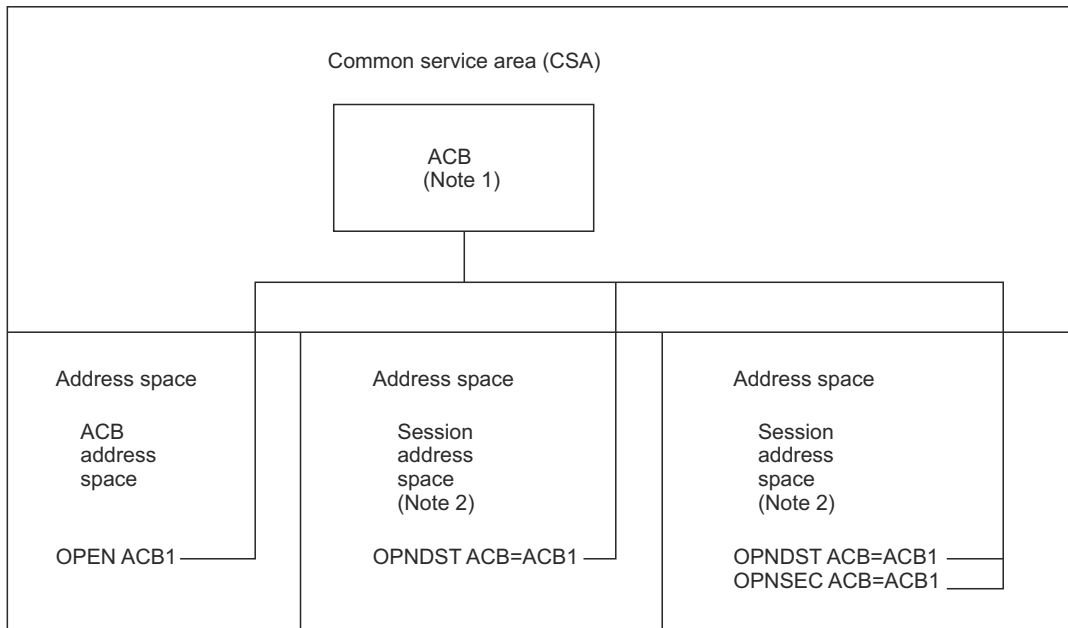 Common service area (CSA)
ACB
(Note 1)
Address space
ACB
address
space
OPEN ACB1
Address space
Session
address
space
(Note 2)
OPNDST ACB=ACB1
Address space
Session
address
space
(Note 2)
OPNDST ACB=ACB1
OPNSEC ACB=ACB1